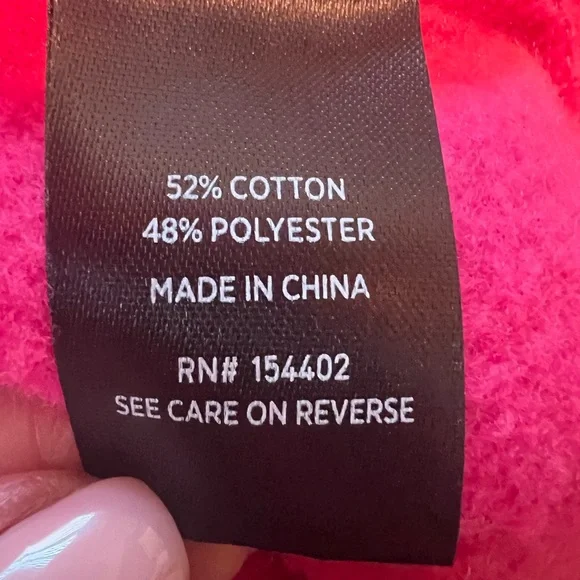 52% COTTON
48% POLYESTER
MADE IN CHINA
RN# 154402
SEE CARE ON REVERSE